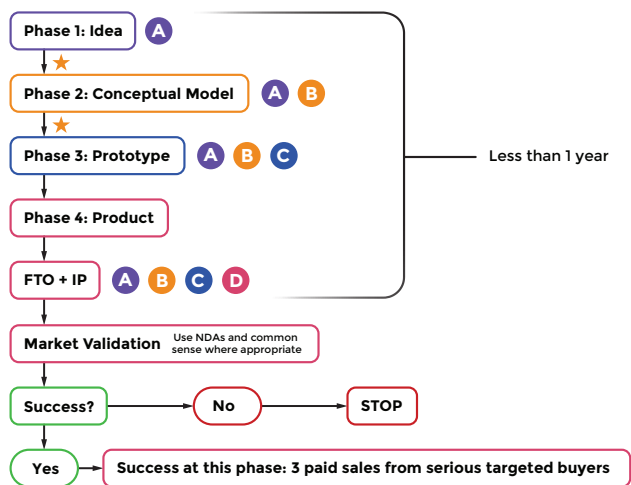 Phase 1: Idea A
Phase 2: Conceptual Model A B
Phase 3: Prototype A B C
Less than 1 year
Phase 4: Product
FTO + IP A B C D
Market Validation
Use NDAs and common
sense where appropriate
Success? No STOP
Yes Success at this phase: 3 paid sales from serious targeted buyers